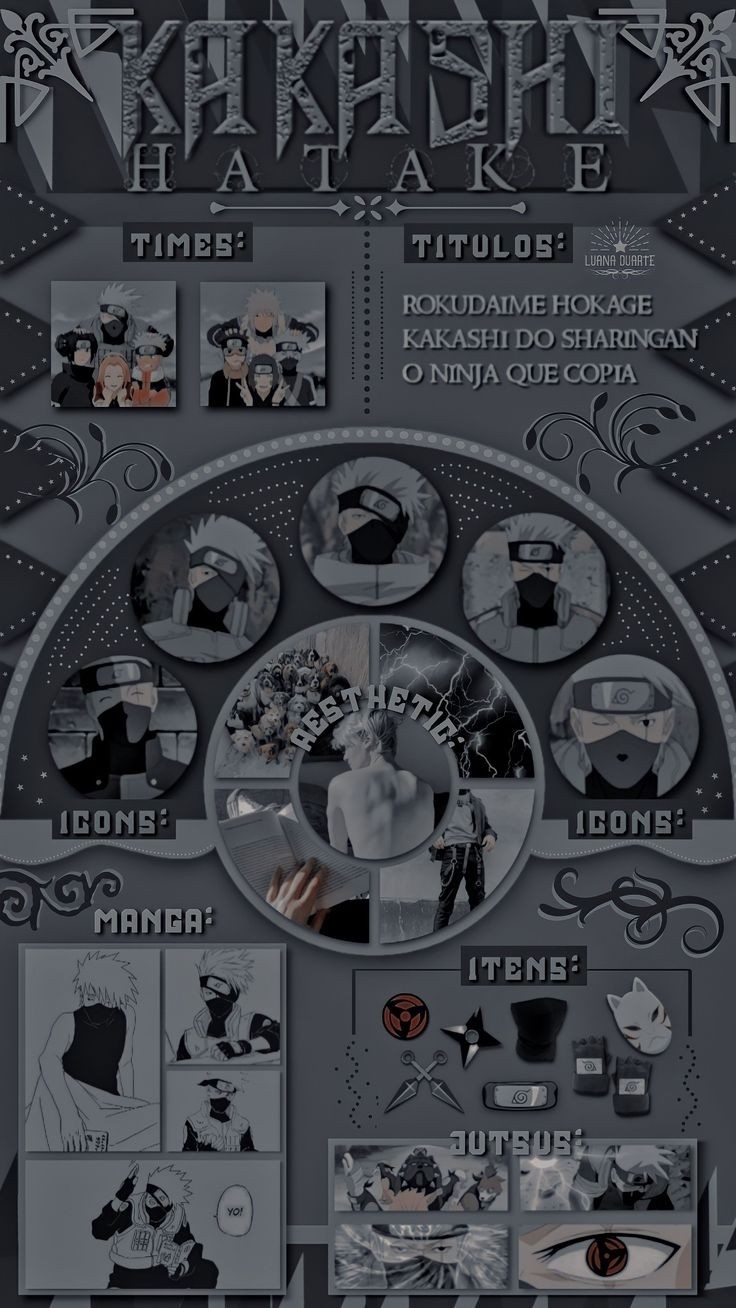 KAKASHI
HATAKE
TIMES:
TITULOS:
LUANA DUARTE
ROKUDAIME HOKAGE
KAKASHI DO SHARINGAN
O NINJA QUE COPIA
AESTHETIC:
ICONS:
ICONS:
MANGA:
ITENS:
JUTSUS:
YO!